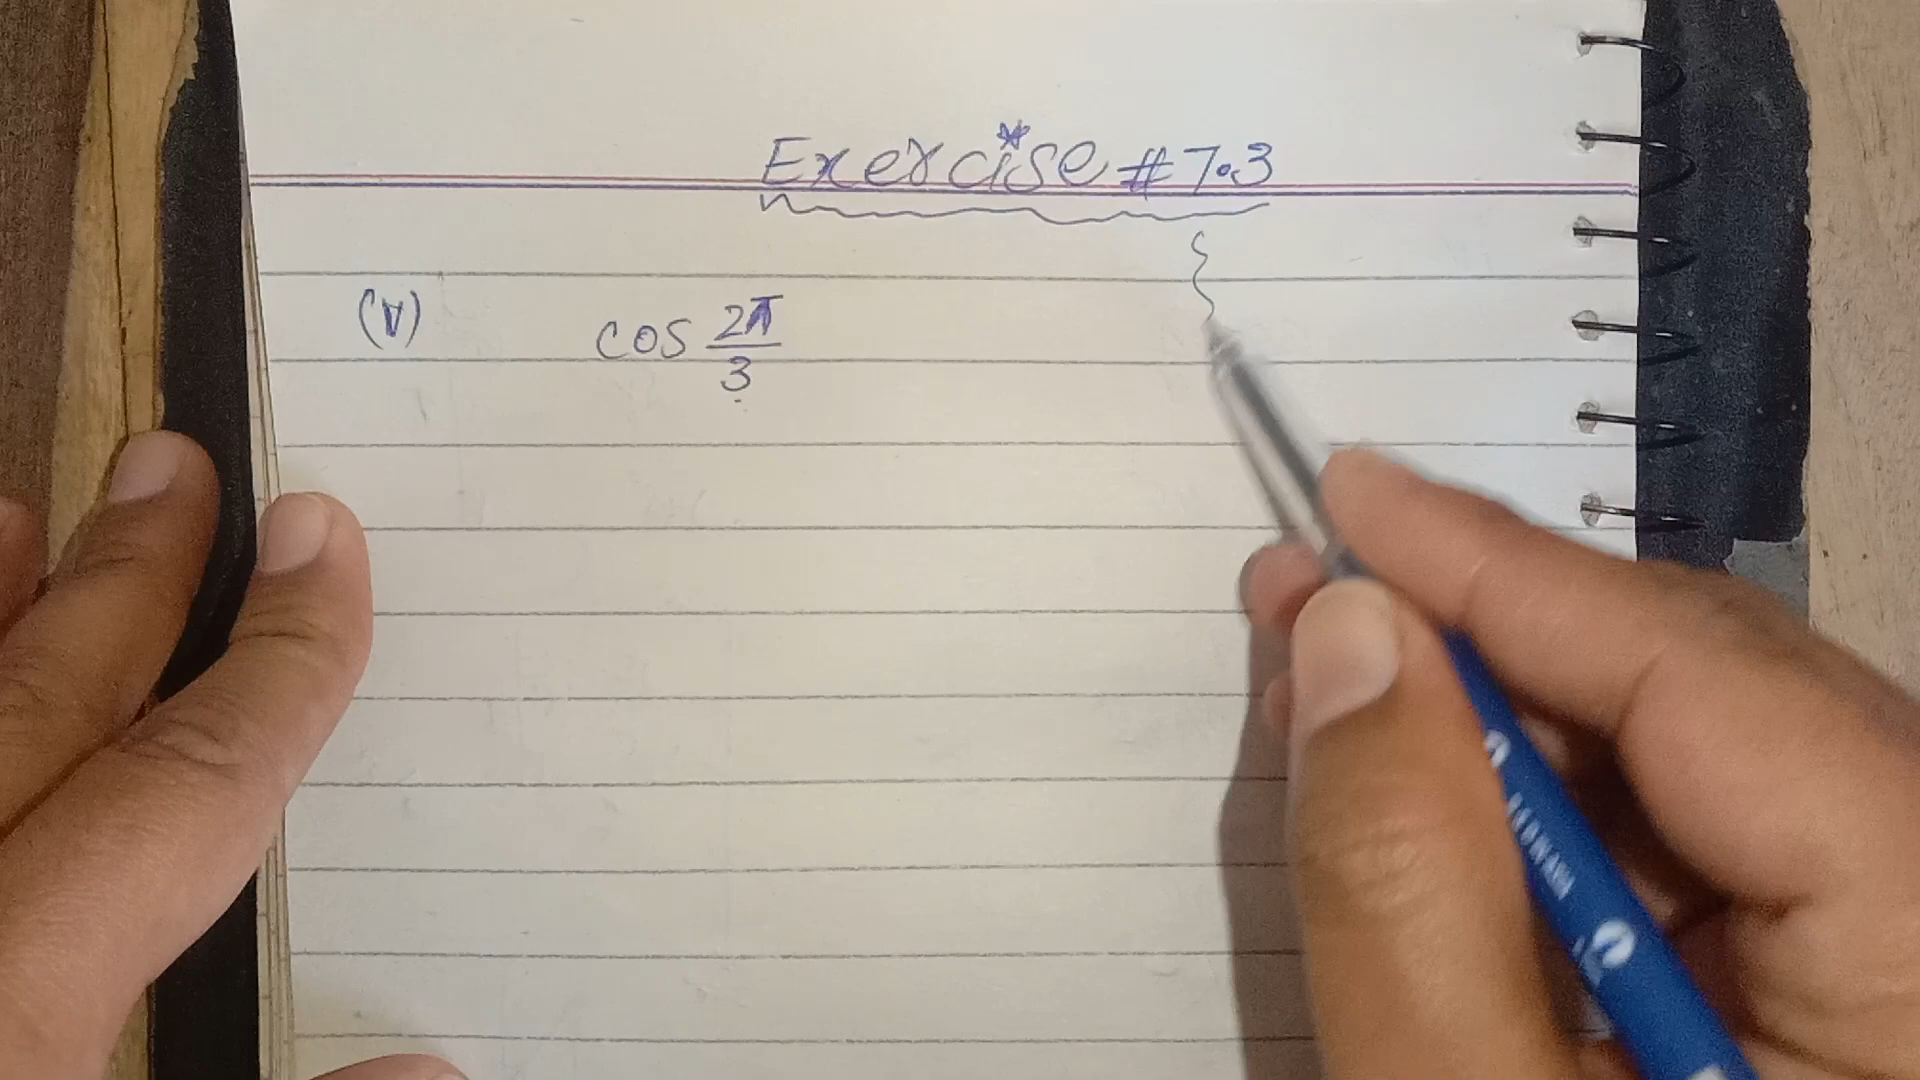 Exercise # 7.3
(v) cos 2π/3